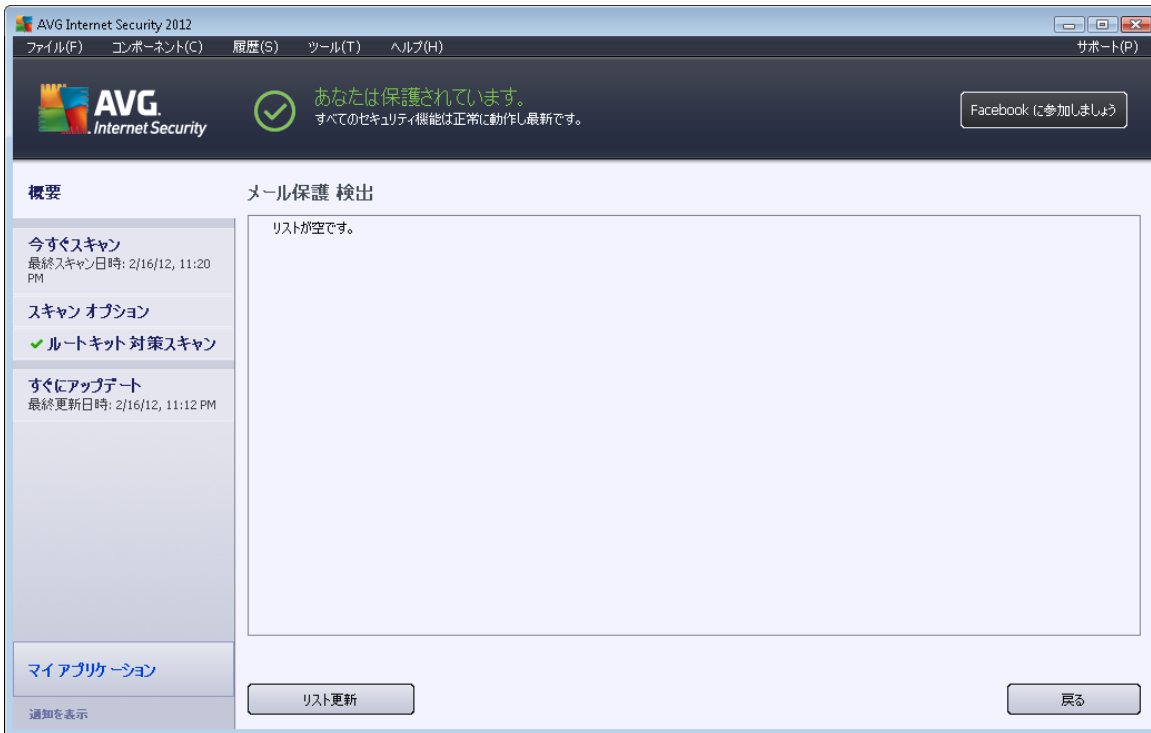 AVG Internet Security 2012
ファイル(F) コンポーネント(C) 履歴(S) ツール(T) ヘルプ(H) サポート(P)
AVG.
Internet Security
あなたは保護されています。
すべてのセキュリティ機能は正常に動作し最新です。
Facebook に参加しましょう
概要
今すぐスキャン
最終スキャン日時: 2/16/12, 11:20
PM
スキャン オプション
ルートキット対策スキャン
すぐにアップデート
最終更新日時: 2/16/12, 11:12 PM
マイ アプリケーション
通知を表示
メール保護 検出
リストが空です。
リスト更新
戻る